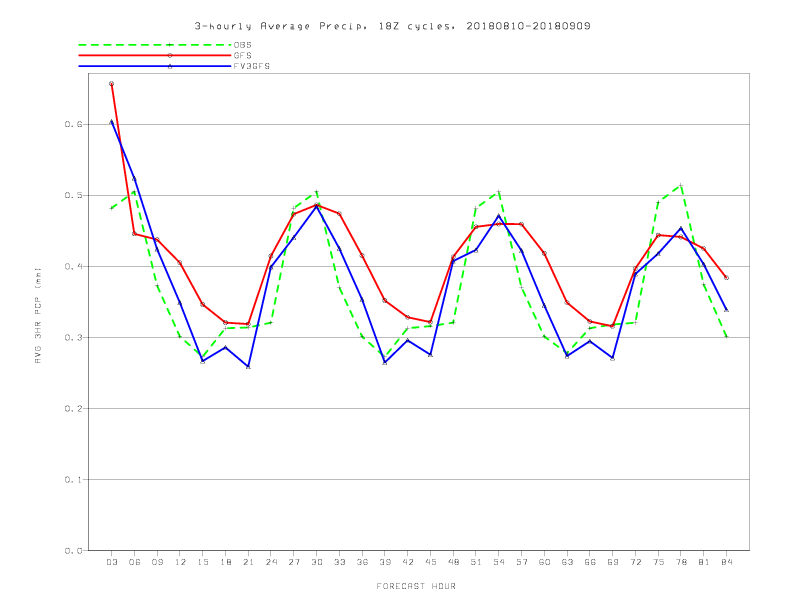 3-hourly Average Precip, 18Z cycles, 20180810-20180909
OBS
GFS
FV3GFS
0.6
0.5
0.4
0.3
0.2
0.1
0.0
AVG 3HR PCP (mm)
03 06 09 12 15 18 21 24 27 30 33 36 39 42 45 48 51 54 57 60 63 66 69 72 75 78 81 84
FORECAST HOUR